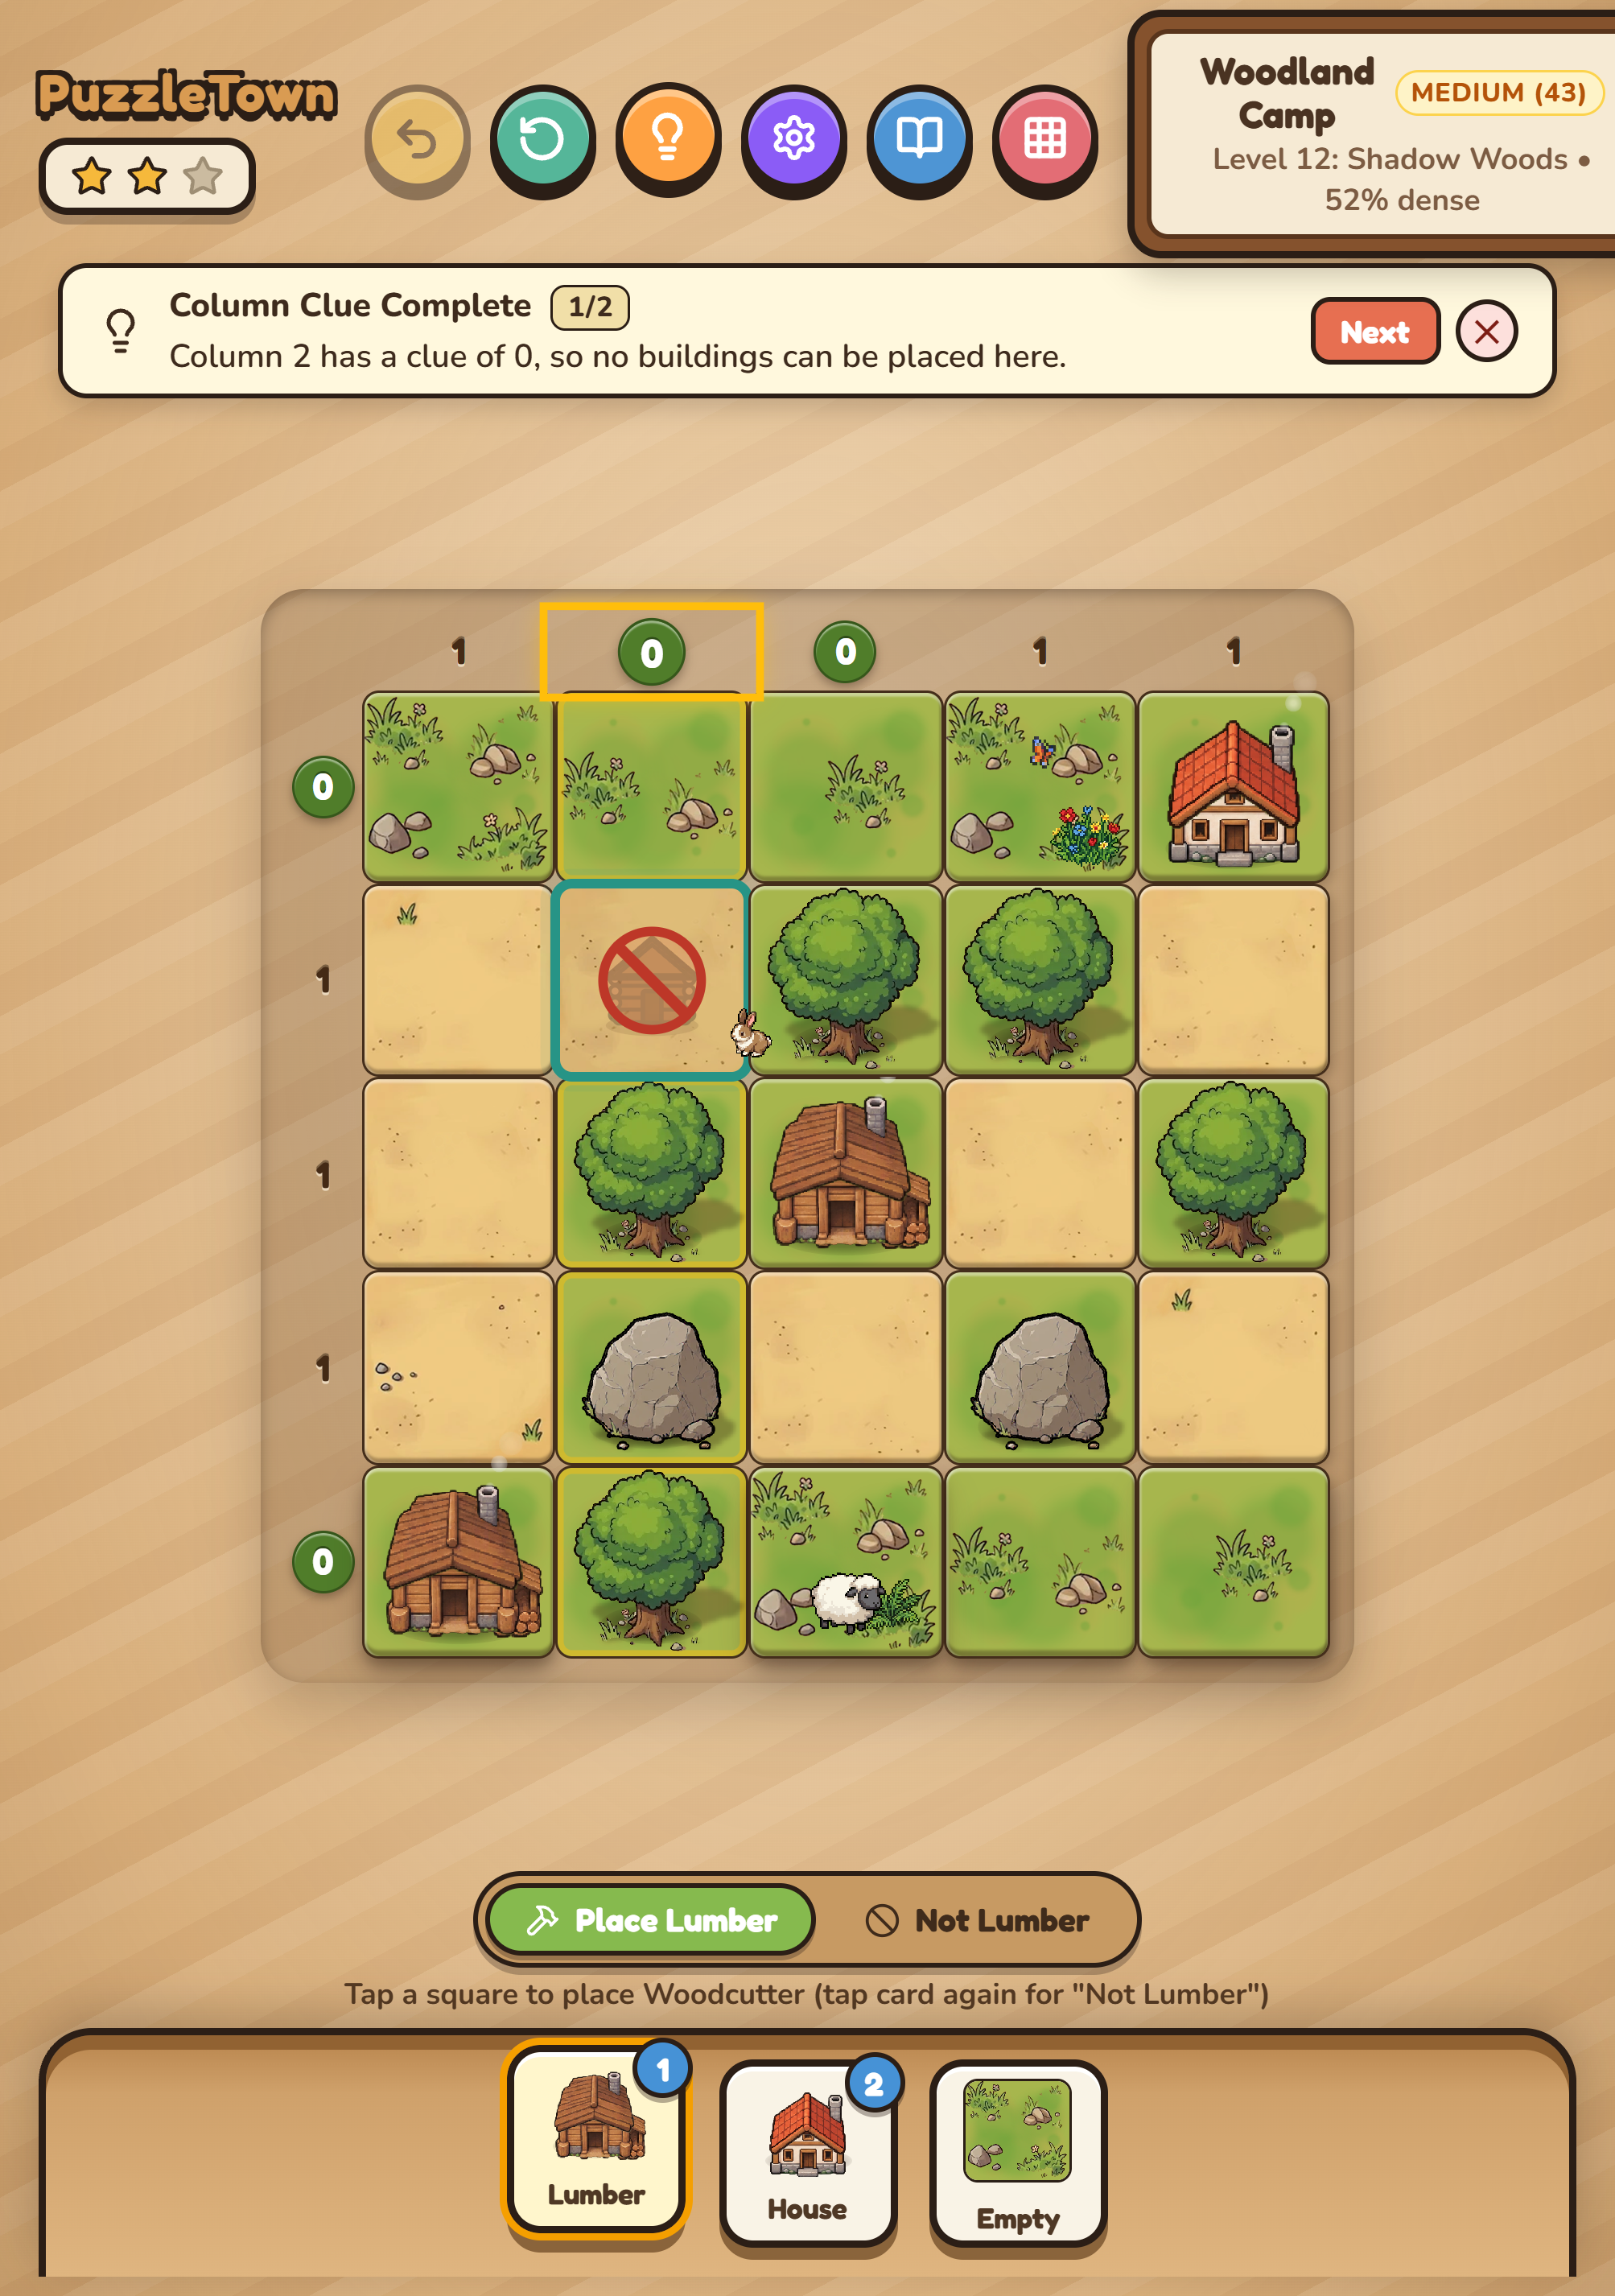 PuzzleTown
Woodland
Camp
MEDIUM (43)
Level 12: Shadow Woods •
52% dense
Column Clue Complete 1/2
Column 2 has a clue of 0, so no buildings can be placed here.
Next
1 0 0 1 1
0
1
1
1
0
Place Lumber Not Lumber
Tap a square to place Woodcutter (tap card again for "Not Lumber")
1 2
Lumber House Empty